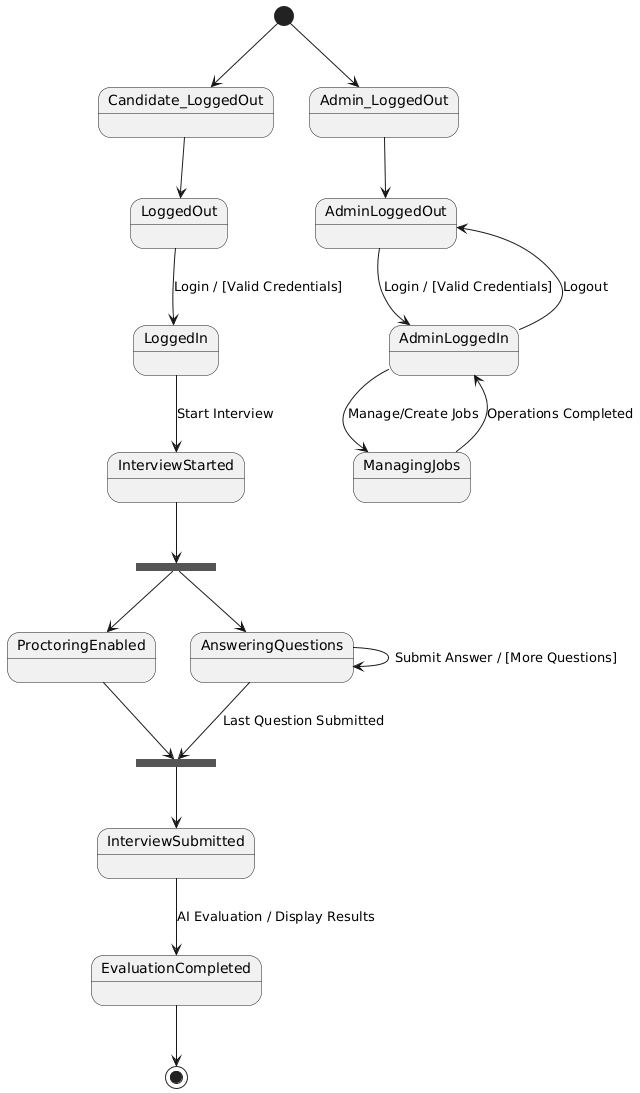 Candidate_LoggedOut
Admin_LoggedOut
LoggedOut
AdminLoggedOut
Login / [Valid Credentials]
Login / [Valid Credentials]
Logout
LoggedIn
AdminLoggedIn
Start Interview
Manage/Create Jobs
Operations Completed
InterviewStarted
ManagingJobs
ProctoringEnabled
AnsweringQuestions
Submit Answer / [More Questions]
Last Question Submitted
InterviewSubmitted
AI Evaluation / Display Results
EvaluationCompleted